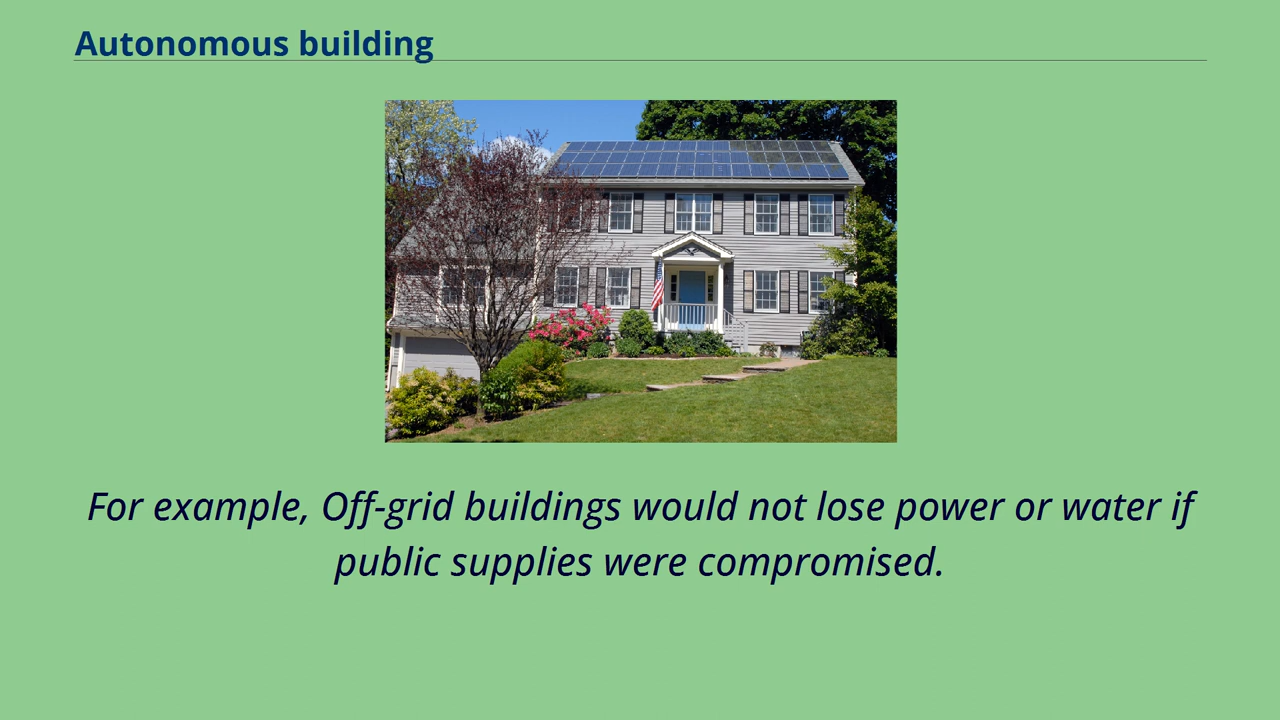 Autonomous building
For example, Off-grid buildings would not lose power or water if
public supplies were compromised.